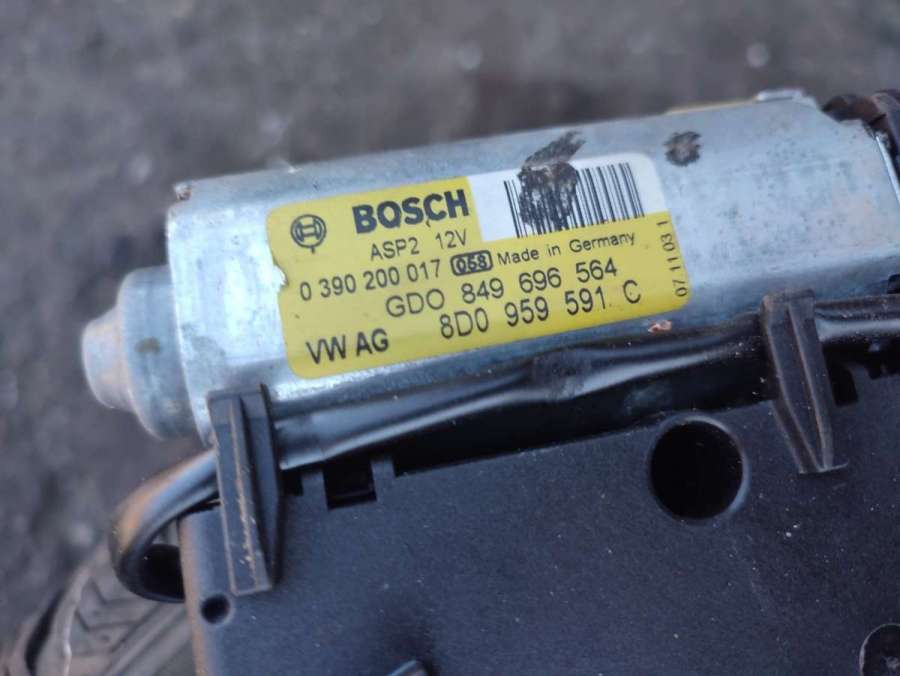 BOSCH
ASP2 12V
0 390 200 017 058 Made in Germany
GDO 849 696 564
VW AG 8D0 959 591 C
07 11 03 1